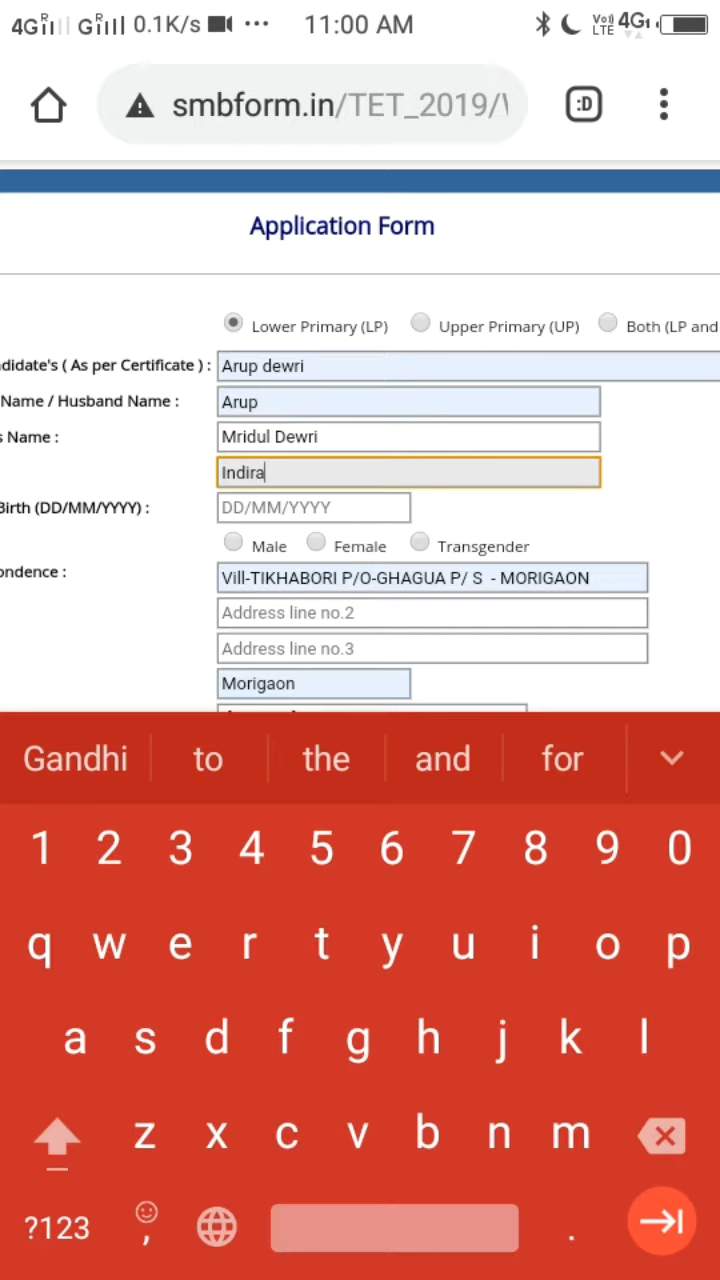 4G R G R 0.1K/s ••• 11:00 AM Vo)) LTE 4G
smbform.in/TET_2019/\ :D
Application Form
Lower Primary (LP) Upper Primary (UP) Both (LP and
didate's ( As per Certificate ) : Arup dewri
Name / Husband Name : Arup
s Name : Mridul Dewri
Indira
Birth (DD/MM/YYYY) : DD/MM/YYYY
Male Female Transgender
ondence : Vill-TIKHABORI P/O-GHAGUA P/ S - MORIGAON
Address line no.2
Address line no.3
Morigaon
Gandhi to the and for
1 2 3 4 5 6 7 8 9 0
q w e r t y u i o p
a s d f g h j k l
z x c v b n m
?123 , .